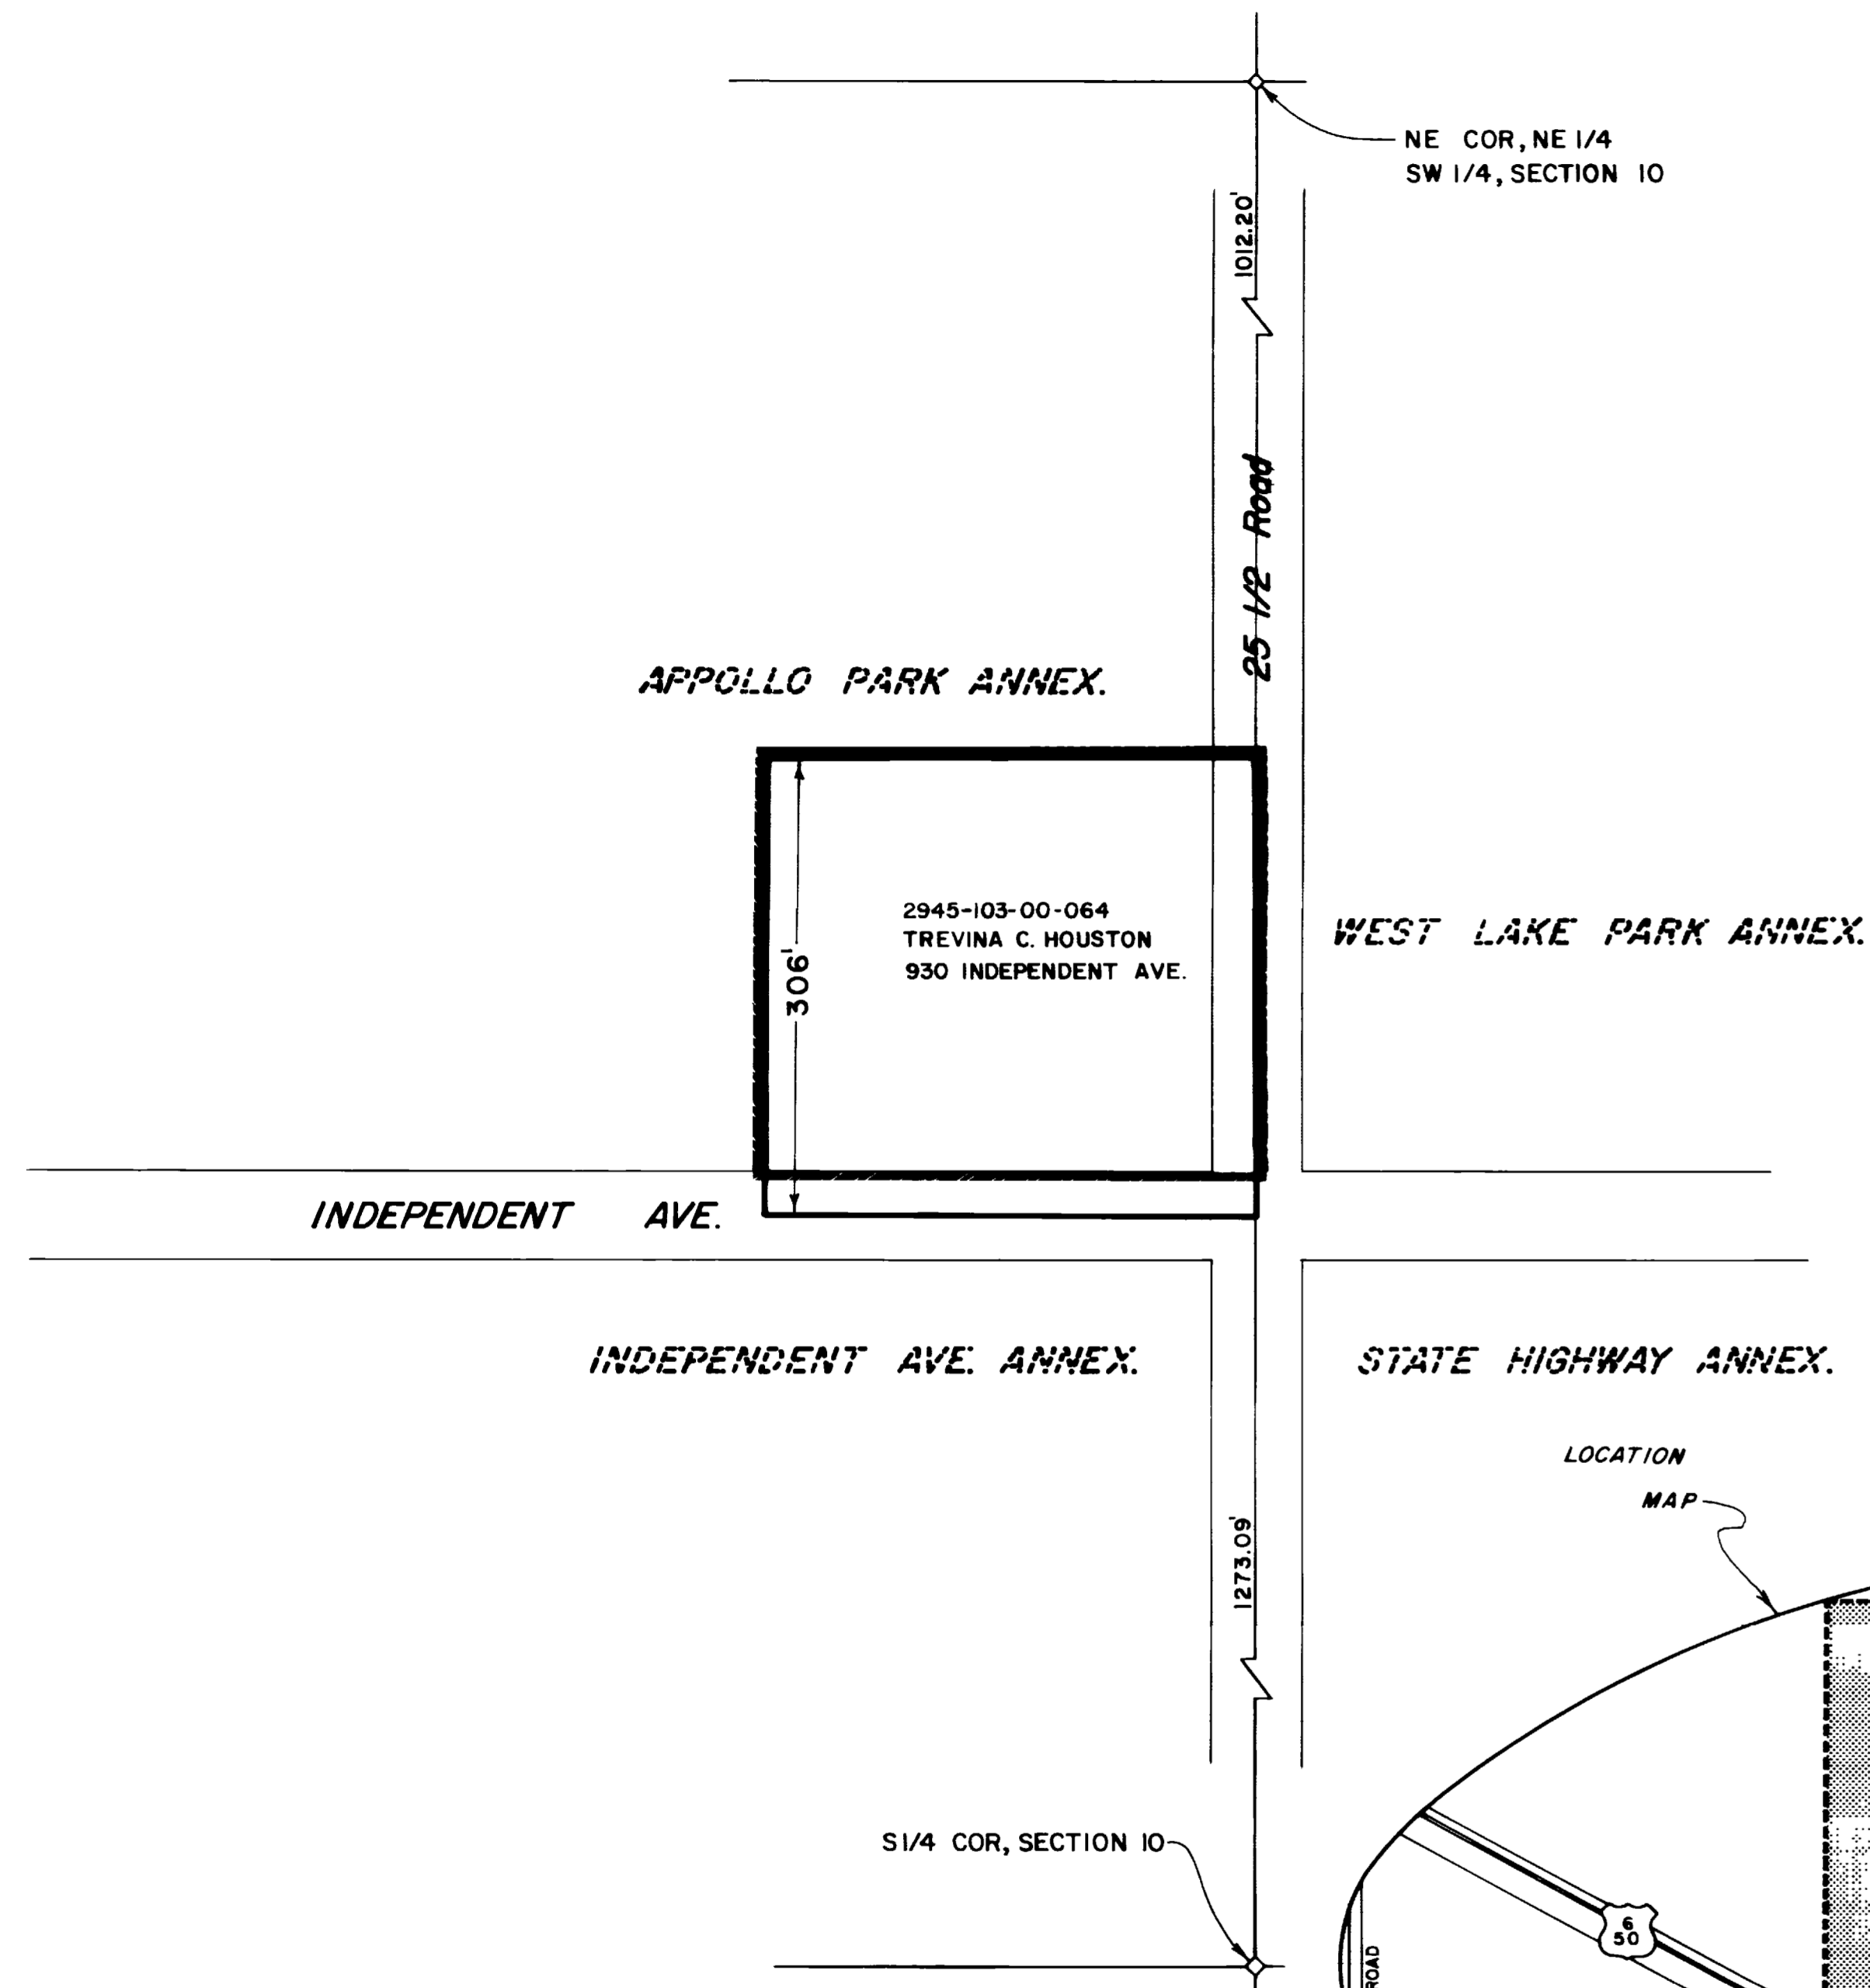 NE COR, NE 1/4
SW 1/4, SECTION 10
1012.20'
25 1/2 Road
APPOLLO PARK ANNEX.
2945-103-00-064
TREVINA C. HOUSTON
930 INDEPENDENT AVE.
306'
WEST LAKE PARK ANNEX.
INDEPENDENT AVE.
INDEPENDENT AVE. ANNEX.
STATE HIGHWAY ANNEX.
LOCATION
MAP
1273.09'
S 1/4 COR, SECTION 10
6
50
ROAD